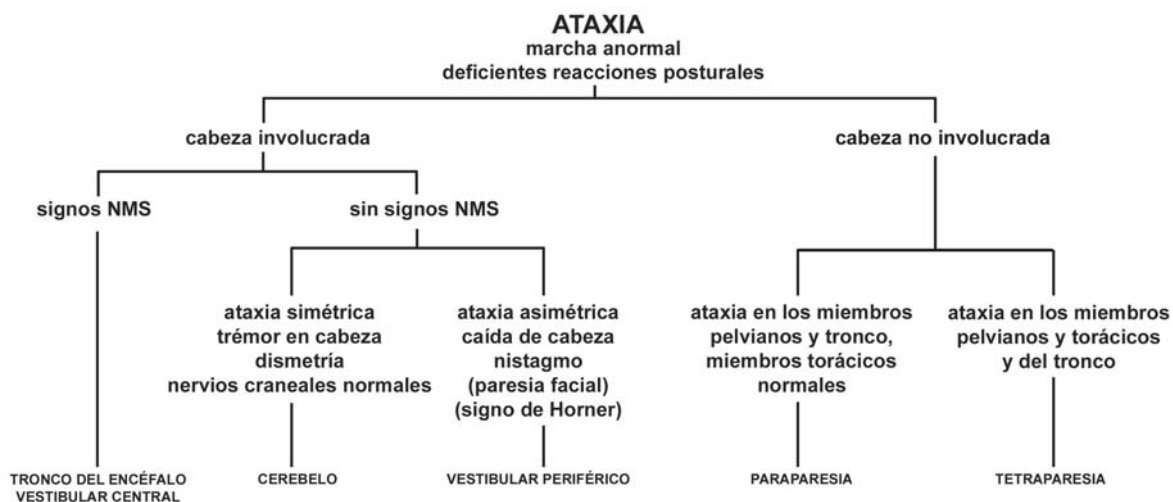 ATAXIA
marcha anormal
deficientes reacciones posturales
cabeza involucrada
cabeza no involucrada
signos NMS
sin signos NMS
ataxia simétrica
trémor en cabeza
dismetría
nervios craneales normales
ataxia asimétrica
caída de cabeza
nistagmo
(paresia facial)
(signo de Horner)
ataxia en los miembros
pelvianos y tronco,
miembros torácicos
normales
ataxia en los miembros
pelvianos y torácicos
y del tronco
TRONCO DEL ENCÉFALO
VESTIBULAR CENTRAL
CEREBELO
VESTIBULAR PERIFÉRICO
PARAPARESIA
TETRAPARESIA